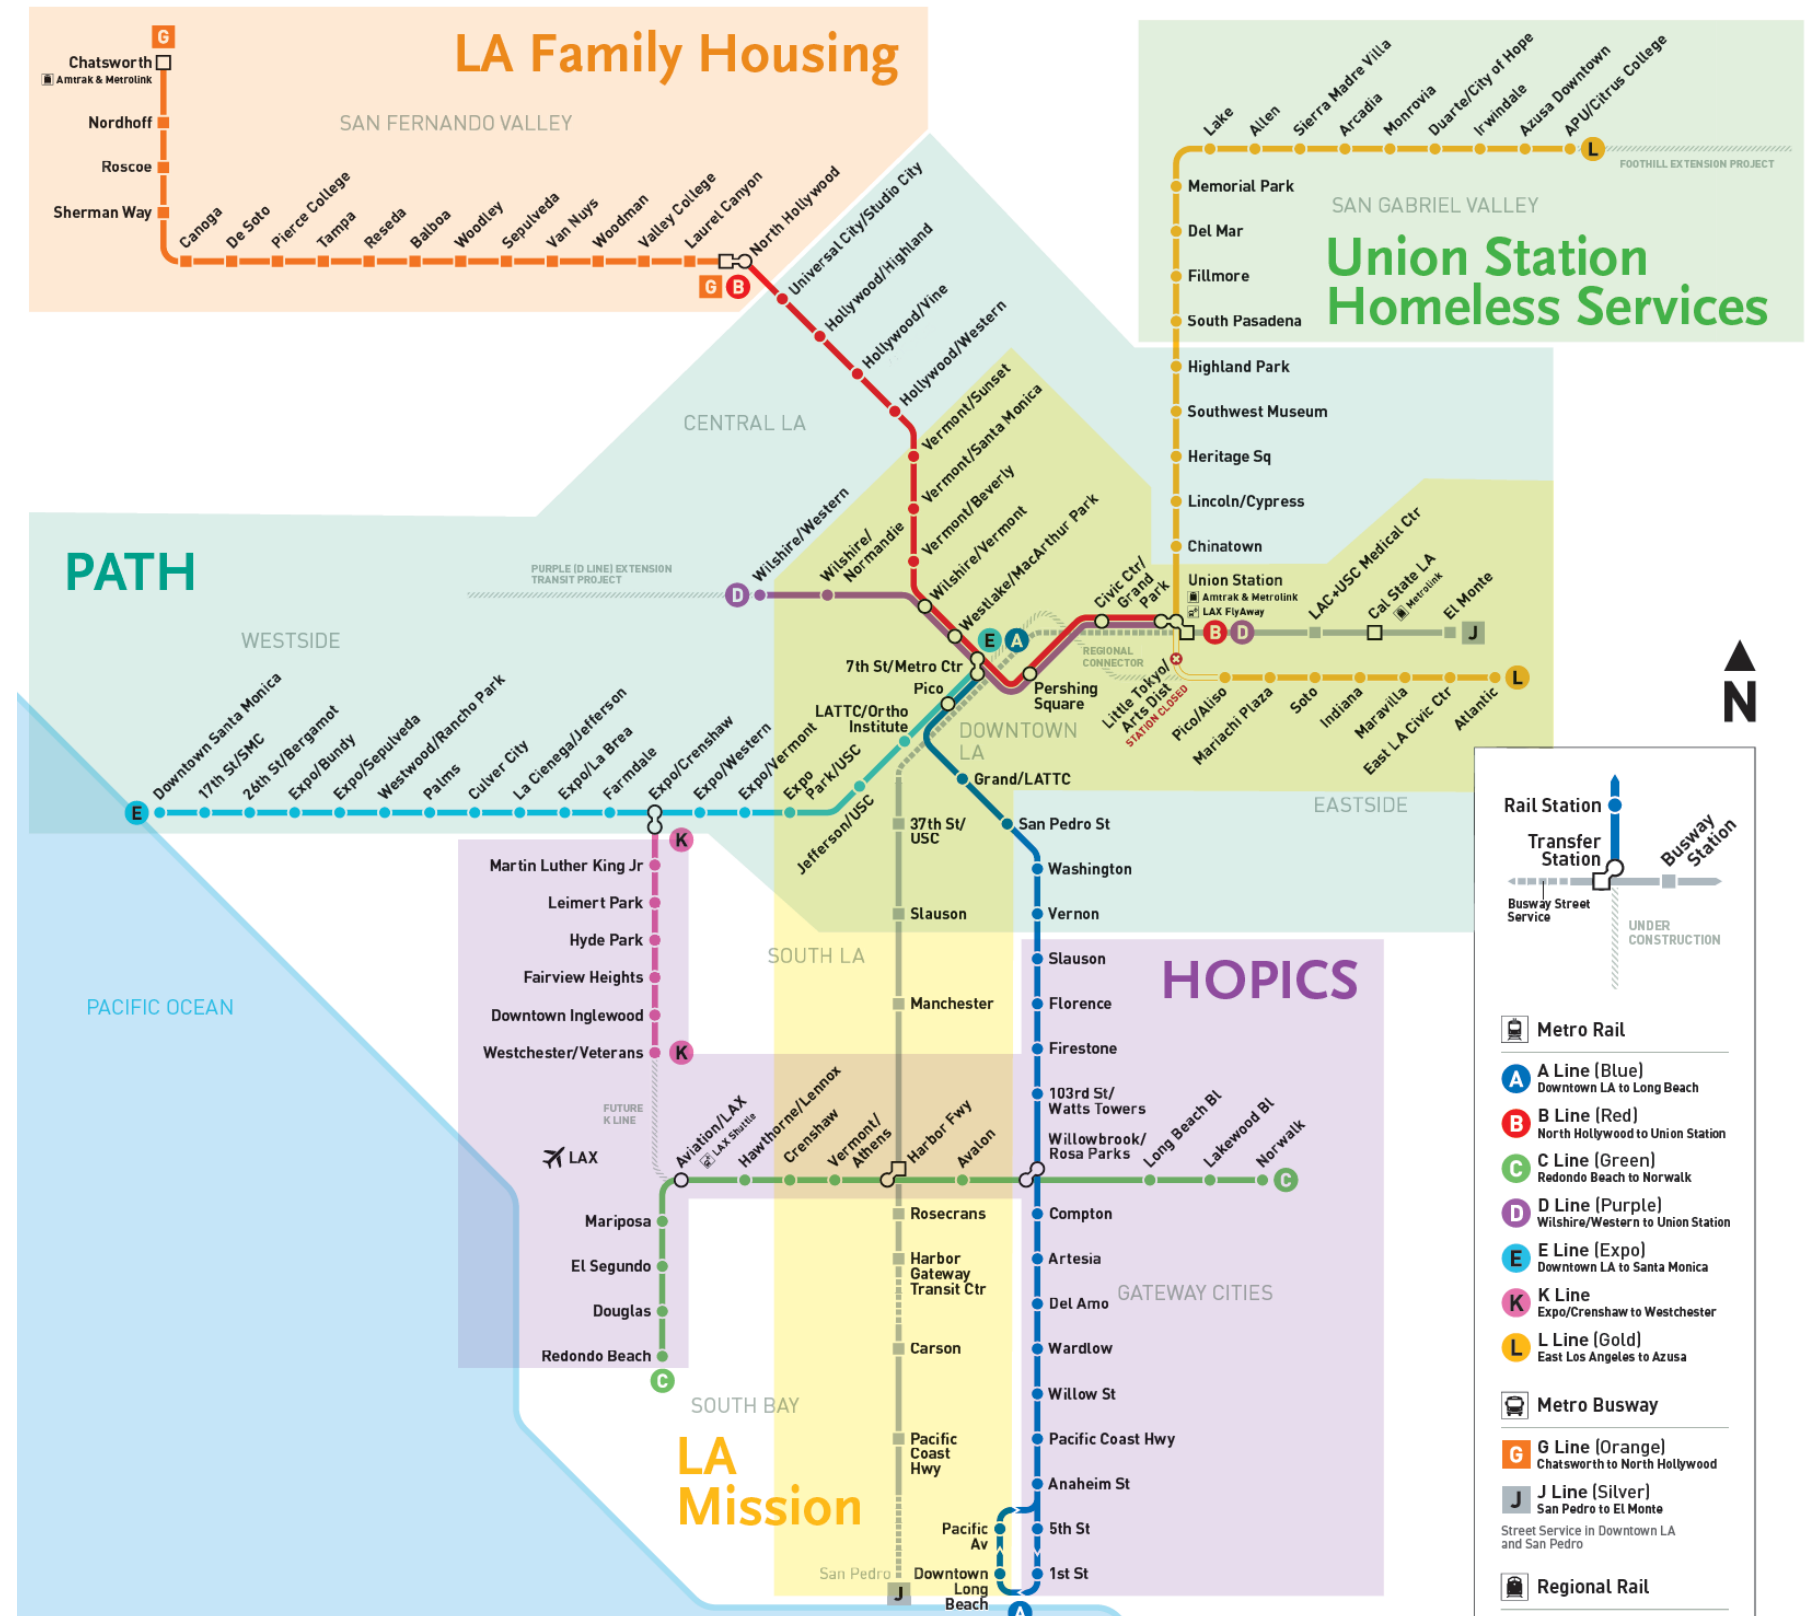 G
LA Family Housing
Chatsworth
Amtrak & Metrolink
SAN FERNANDO VALLEY
Nordhoff
Roscoe
Sherman Way
Canoga
De Soto
Pierce College
Tampa
Reseda
Balboa
Woodley
Sepulveda
Van Nuys
Woodman
Valley College
Laurel Canyon
North Hollywood
G
B
Universal City/Studio City
Hollywood/Highland
Hollywood/Vine
Hollywood/Western
Lake
Allen
Sierra Madre Villa
Arcadia
Monrovia
Duarte/City of Hope
Irwindale
Azusa Downtown
APU/Citrus College
L
FOOTHILL EXTENSION PROJECT
Memorial Park
SAN GABRIEL VALLEY
Del Mar
Union Station
Homeless Services
Fillmore
South Pasadena
Highland Park
Southwest Museum
Heritage Sq
Lincoln/Cypress
Chinatown
CENTRAL LA
Vermont/Sunset
Vermont/Santa Monica
Vermont/Beverly
Wilshire/Vermont
Westlake/MacArthur Park
PATH
PURPLE (D LINE) EXTENSION
TRANSIT PROJECT
D
Wilshire/Western
Wilshire/
Normandie
WESTSIDE
Civic Ctr/
Grand
Park
Union Station
Amtrak & Metrolink
LAX FlyAway
B
D
LAC+USC Medical Ctr
Cal State LA
Metrolink
El Monte
J
E
A
REGIONAL
CONNECTOR
7th St/Metro Ctr
Pico
Pershing
Square
Little Tokyo/
Arts Dist
STATION CLOSED
Pico/Aliso
Mariachi Plaza
Soto
Indiana
Maravilla
East LA Civic Ctr
Atlantic
L
N
LATTC/Ortho
Institute
DOWNTOWN
LA
Grand/LATTC
E
Downtown Santa Monica
17th St/SMC
26th St/Bergamot
Expo/Bundy
Expo/Sepulveda
Westwood/Rancho Park
Palms
Culver City
La Cienega/Jefferson
Expo/La Brea
Farmdale
Expo/Crenshaw
Expo/Western
Expo/Vermont
Expo
Park/USC
Jefferson/USC
EASTSIDE
37th St/
USC
San Pedro St
Washington
Vernon
K
Martin Luther King Jr
Leimert Park
Hyde Park
Fairview Heights
Downtown Inglewood
Westchester/Veterans
K
Slauson
SOUTH LA
Manchester
Slauson
Florence
Firestone
103rd St/
Watts Towers
Willowbrook/
Rosa Parks
HOPICS
PACIFIC OCEAN
FUTURE
K LINE
LAX
Aviation/LAX
LAX Shuttle
Hawthorne/Lennox
Crenshaw
Vermont/
Athens
Harbor Fwy
Avalon
Long Beach Bl
Lakewood Bl
Norwalk
C
Mariposa
El Segundo
Douglas
Redondo Beach
C
Rosecrans
Harbor
Gateway
Transit Ctr
Carson
Pacific
Coast
Hwy
San Pedro
J
Compton
Artesia
Del Amo
GATEWAY CITIES
Wardlow
Willow St
Pacific Coast Hwy
Anaheim St
Pacific
Av
5th St
Downtown
Long
Beach
1st St
A
SOUTH BAY
LA
Mission
Rail Station
Transfer
Station
Busway
Station
Busway Street
Service
UNDER
CONSTRUCTION
Metro Rail
A
A Line (Blue)
Downtown LA to Long Beach
B
B Line (Red)
North Hollywood to Union Station
C
C Line (Green)
Redondo Beach to Norwalk
D
D Line (Purple)
Wilshire/Western to Union Station
E
E Line (Expo)
Downtown LA to Santa Monica
K
K Line
Expo/Crenshaw to Westchester
L
L Line (Gold)
East Los Angeles to Azusa
Metro Busway
G
G Line (Orange)
Chatsworth to North Hollywood
J
J Line (Silver)
San Pedro to El Monte
Street Service in Downtown LA
and San Pedro
Regional Rail